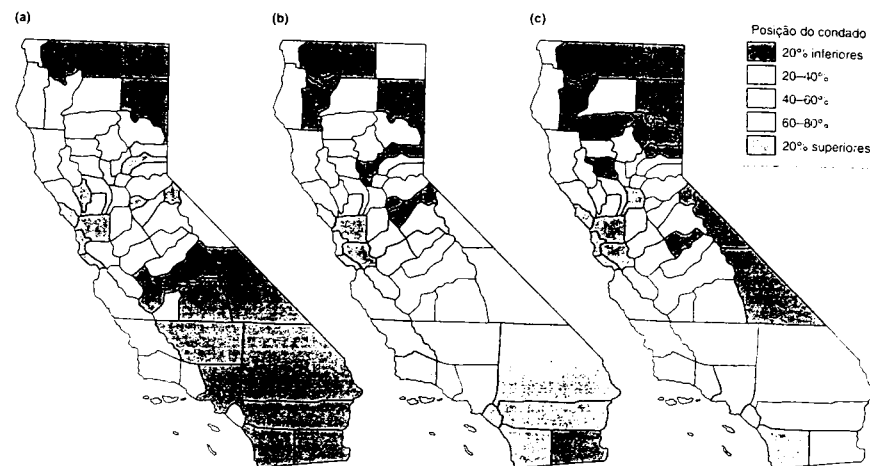 (a)
(b)
(c)
Posição do condado
20% inferiores
20–40%
40–60%
60–80%
20% superiores